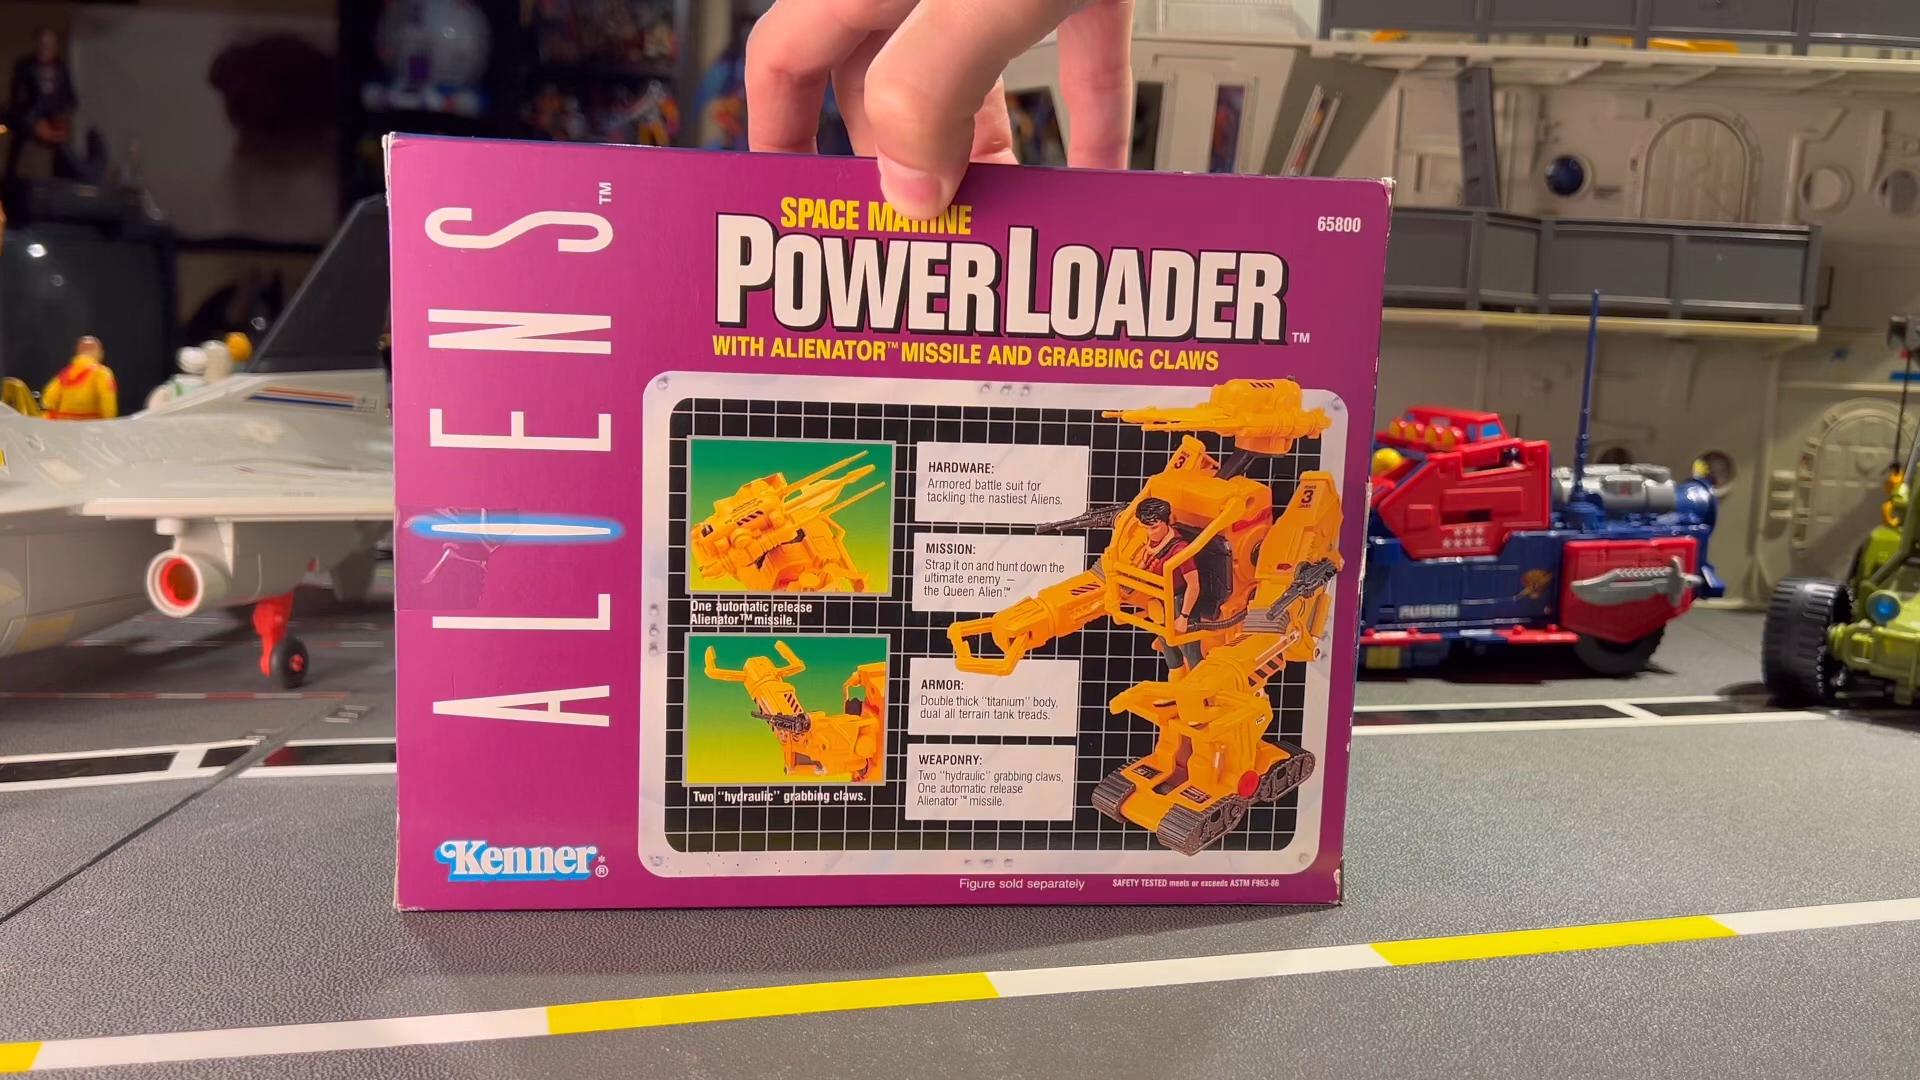 ALIENS™
SPACE MARINE
POWERLOADER™
WITH ALIENATOR™ MISSILE AND GRABBING CLAWS
65800
One automatic release
Alienator™ missile.
Two "hydraulic" grabbing claws.
HARDWARE:
Armored battle suit for
tackling the nastiest Aliens.
MISSION:
Strap it on and hunt down the
ultimate enemy —
the Queen Alien™.
ARMOR:
Double thick "titanium" body,
dual all terrain tank treads.
WEAPONRY:
Two "hydraulic" grabbing claws,
One automatic release
Alienator™ missile.
3
3
Kenner®
Figure sold separately
SAFETY TESTED meets or exceeds ASTM F963-86